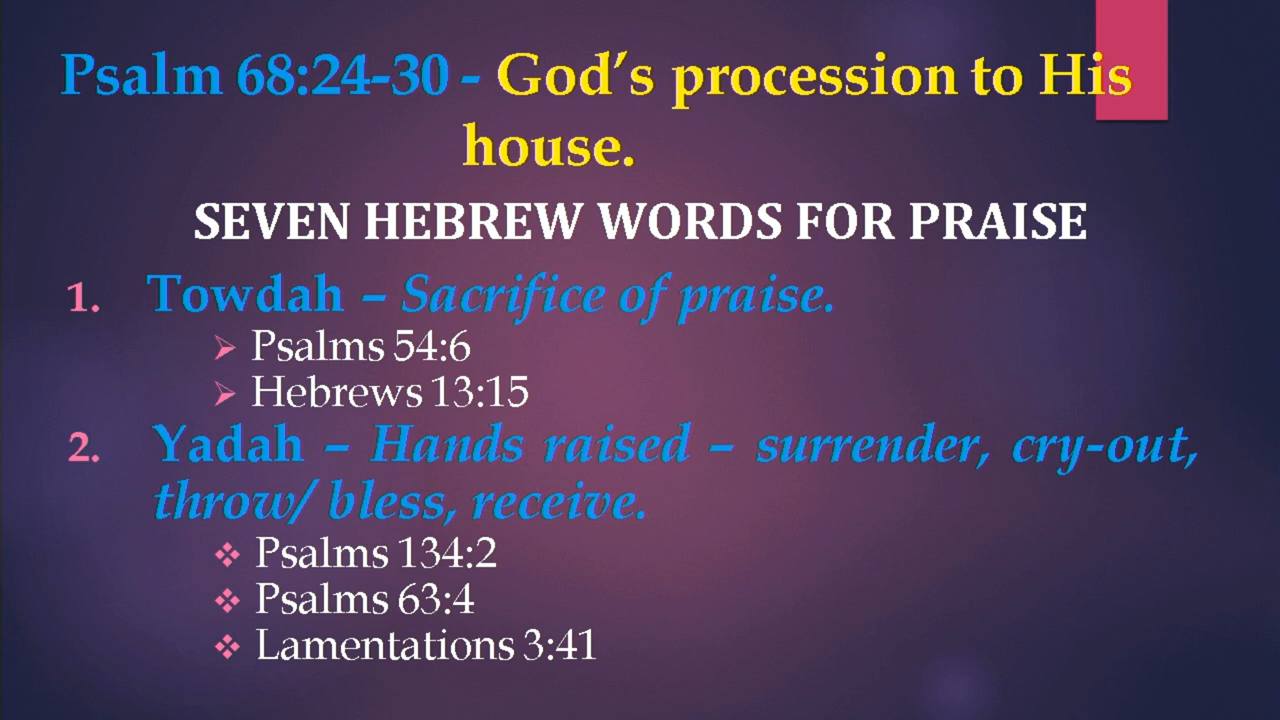 Psalm 68:24-30 - God’s procession to His
house.
SEVEN HEBREW WORDS FOR PRAISE
1. Towdah – Sacrifice of praise.
➢ Psalms 54:6
➢ Hebrews 13:15
2. Yadah – Hands raised – surrender, cry-out,
throw/ bless, receive.
❖ Psalms 134:2
❖ Psalms 63:4
❖ Lamentations 3:41